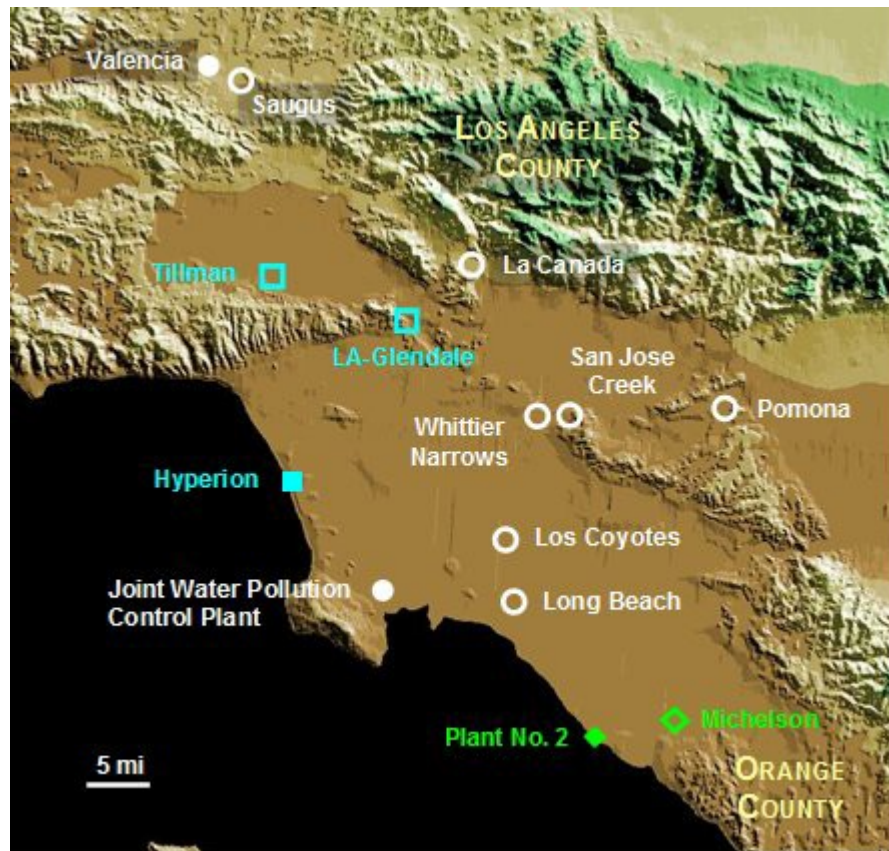 Valencia
Saugus
LOS ANGELES
COUNTY
Tillman
La Canada
LA-Glendale
San Jose
Creek
Whittier
Narrows
Pomona
Hyperion
Los Coyotes
Joint Water Pollution
Control Plant
Long Beach
Michelson
Plant No. 2
5 mi
ORANGE
COUNTY